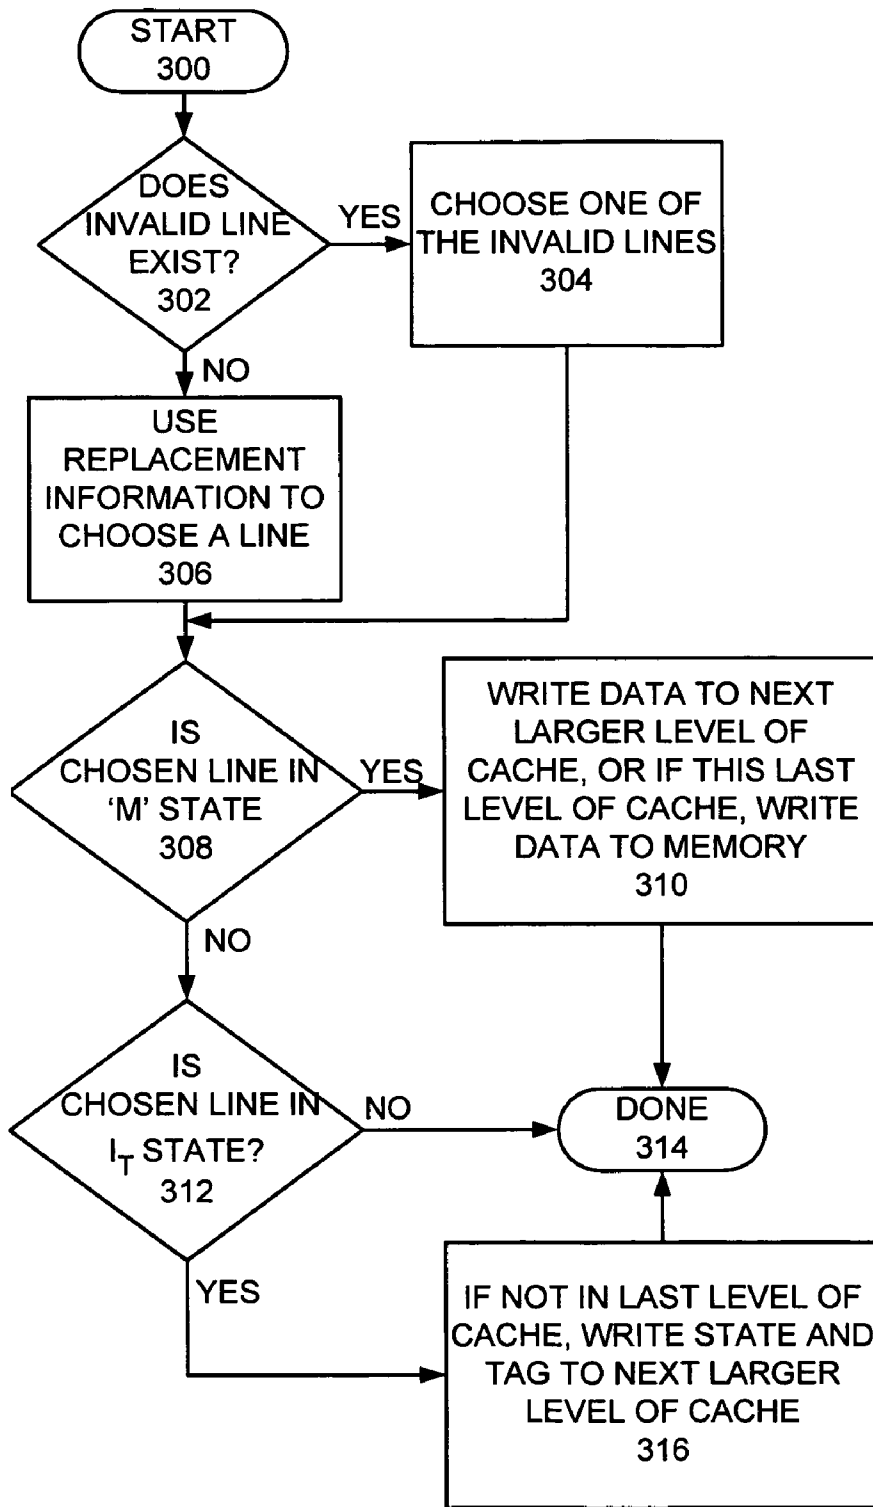 START
300
DOES
INVALID LINE
EXIST?
302
YES
CHOOSE ONE OF
THE INVALID LINES
304
NO
USE
REPLACEMENT
INFORMATION TO
CHOOSE A LINE
306
IS
CHOSEN LINE IN
‘M’ STATE
308
YES
WRITE DATA TO NEXT
LARGER LEVEL OF
CACHE, OR IF THIS LAST
LEVEL OF CACHE, WRITE
DATA TO MEMORY
310
NO
IS
CHOSEN LINE IN
I_T STATE?
312
NO
DONE
314
YES
IF NOT IN LAST LEVEL OF
CACHE, WRITE STATE AND
TAG TO NEXT LARGER
LEVEL OF CACHE
316